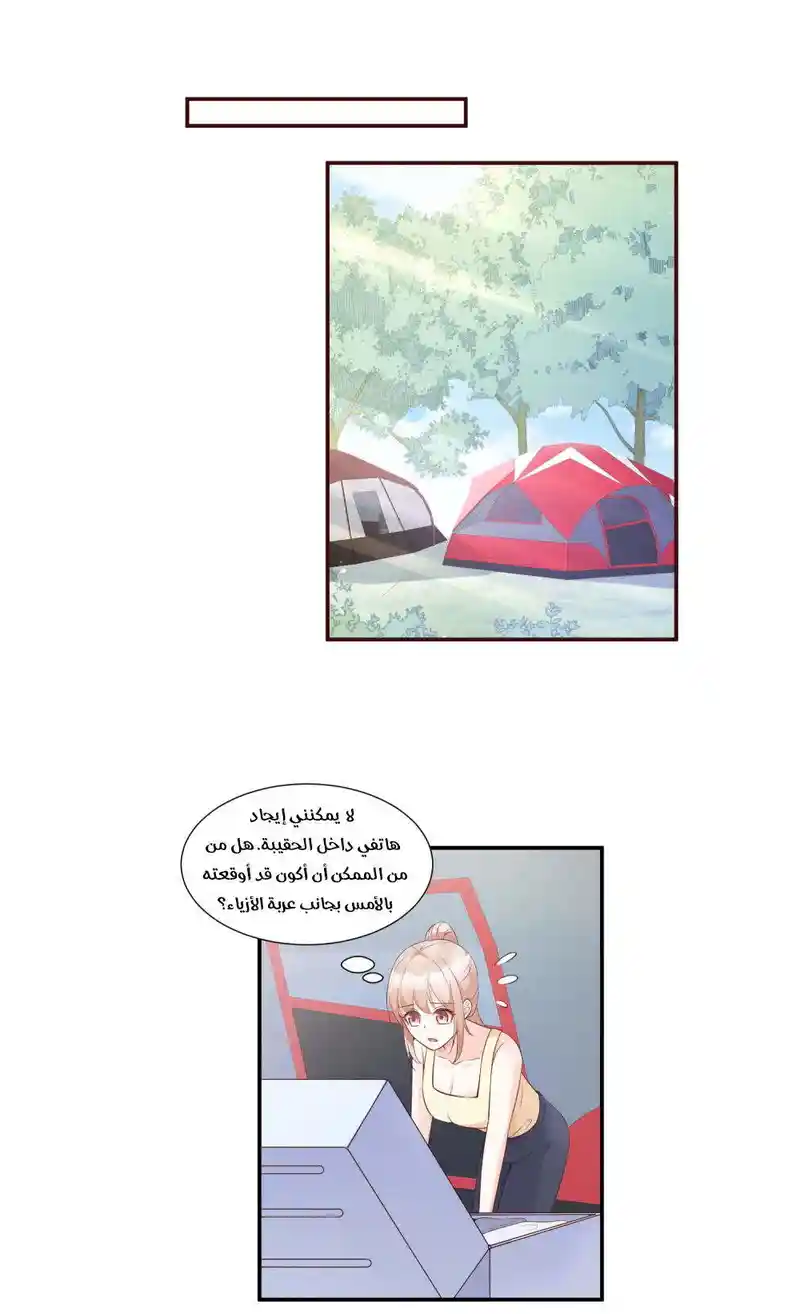 لا يمكنني إيجاد
هاتفي داخل الحقيبة. هل من
من الممكن أن أكون قد أوقعته
بالأمس بجانب عربة الأزياء؟